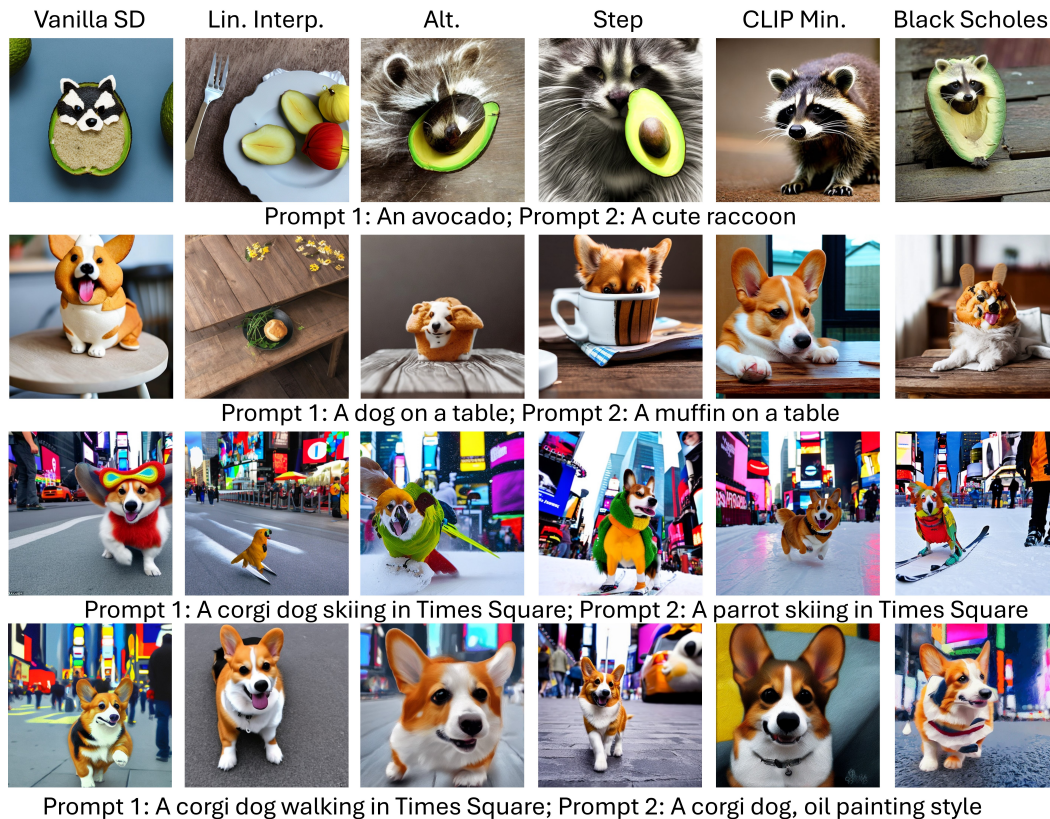 Vanilla SD Lin. Interp. Alt. Step CLIP Min. Black Scholes
Prompt 1: An avocado; Prompt 2: A cute raccoon
Prompt 1: A dog on a table; Prompt 2: A muffin on a table
Prompt 1: A corgi dog skiing in Times Square; Prompt 2: A parrot skiing in Times Square
Prompt 1: A corgi dog walking in Times Square; Prompt 2: A corgi dog, oil painting style